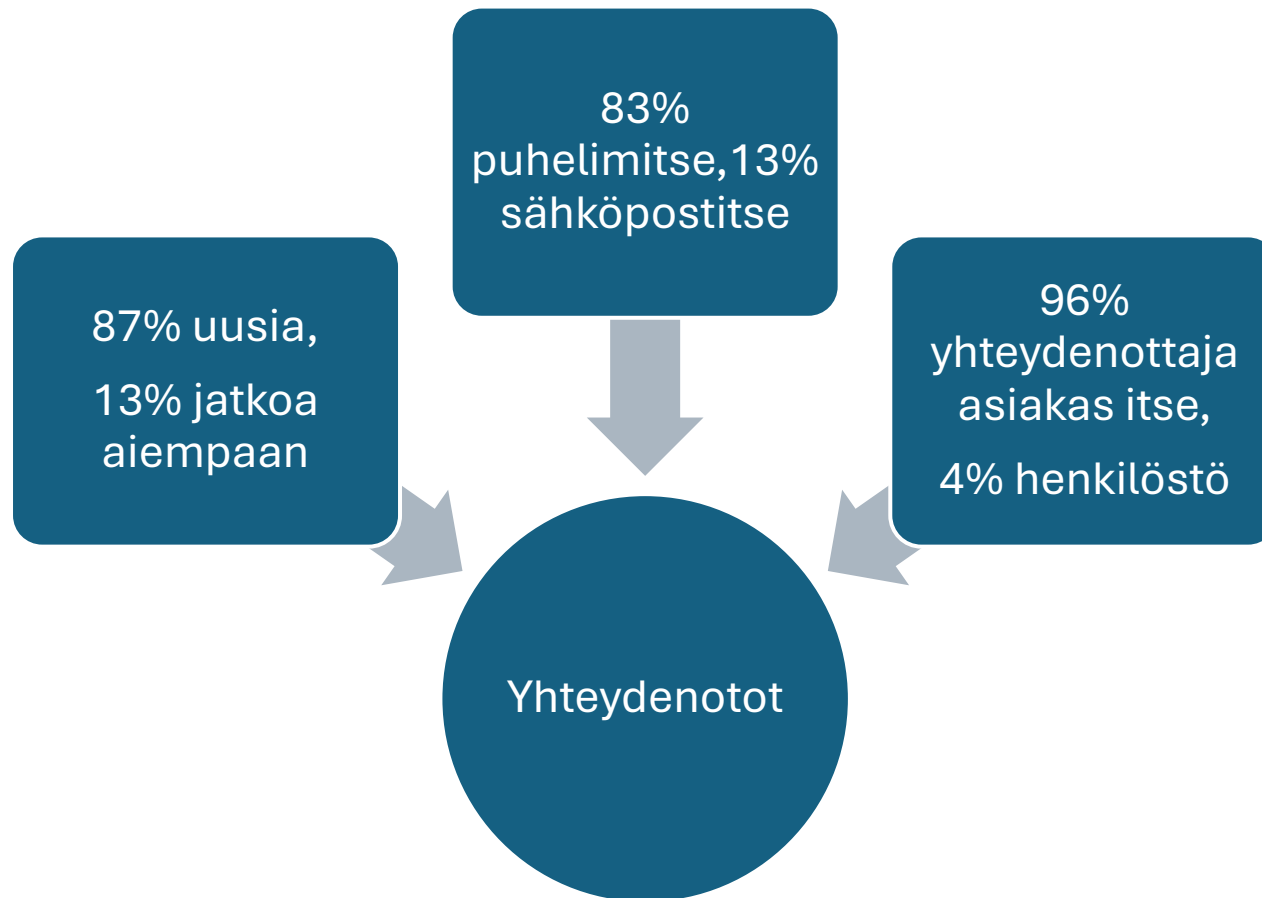 83%
puhelimitse,13%
sähköpostitse
87% uusia,
13% jatkoa
aiempaan
96%
yhteydenottaja
asiakas itse,
4% henkilöstö
Yhteydenotot